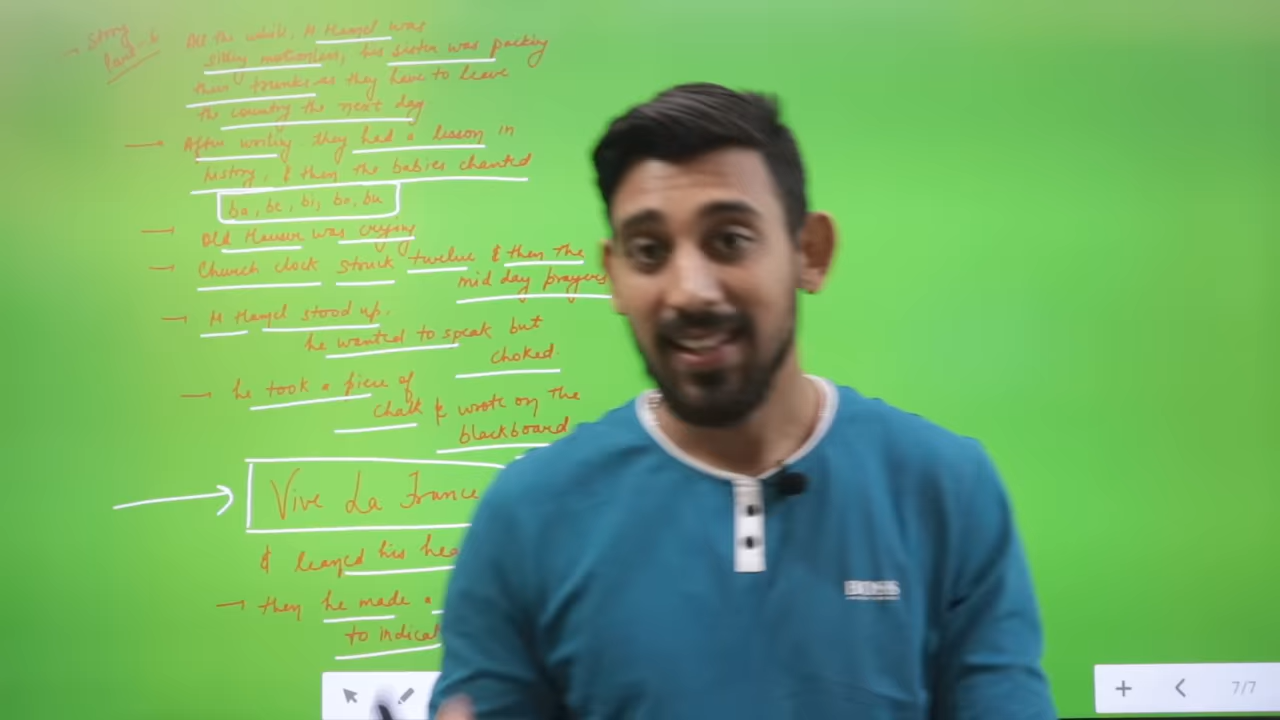 → Story
Part-6
All the while, M Hamel was
sitting motionless, his sister was packing
their trunks as they have to leave
the country the next day
→ After writing they had a lesson in
history, & then the babies chanted
ba, be, bi, bo, bu
→ Old Hauser was crying
→ Church clock struck twelve & then the
mid day prayers
→ M Hamel stood up.
he wanted to speak but
choked.
→ he took a piece of
chalk & wrote on the
blackboard
Vive La France
& leaned his hea
→ then he made a
to indicat
BOSS
7/7